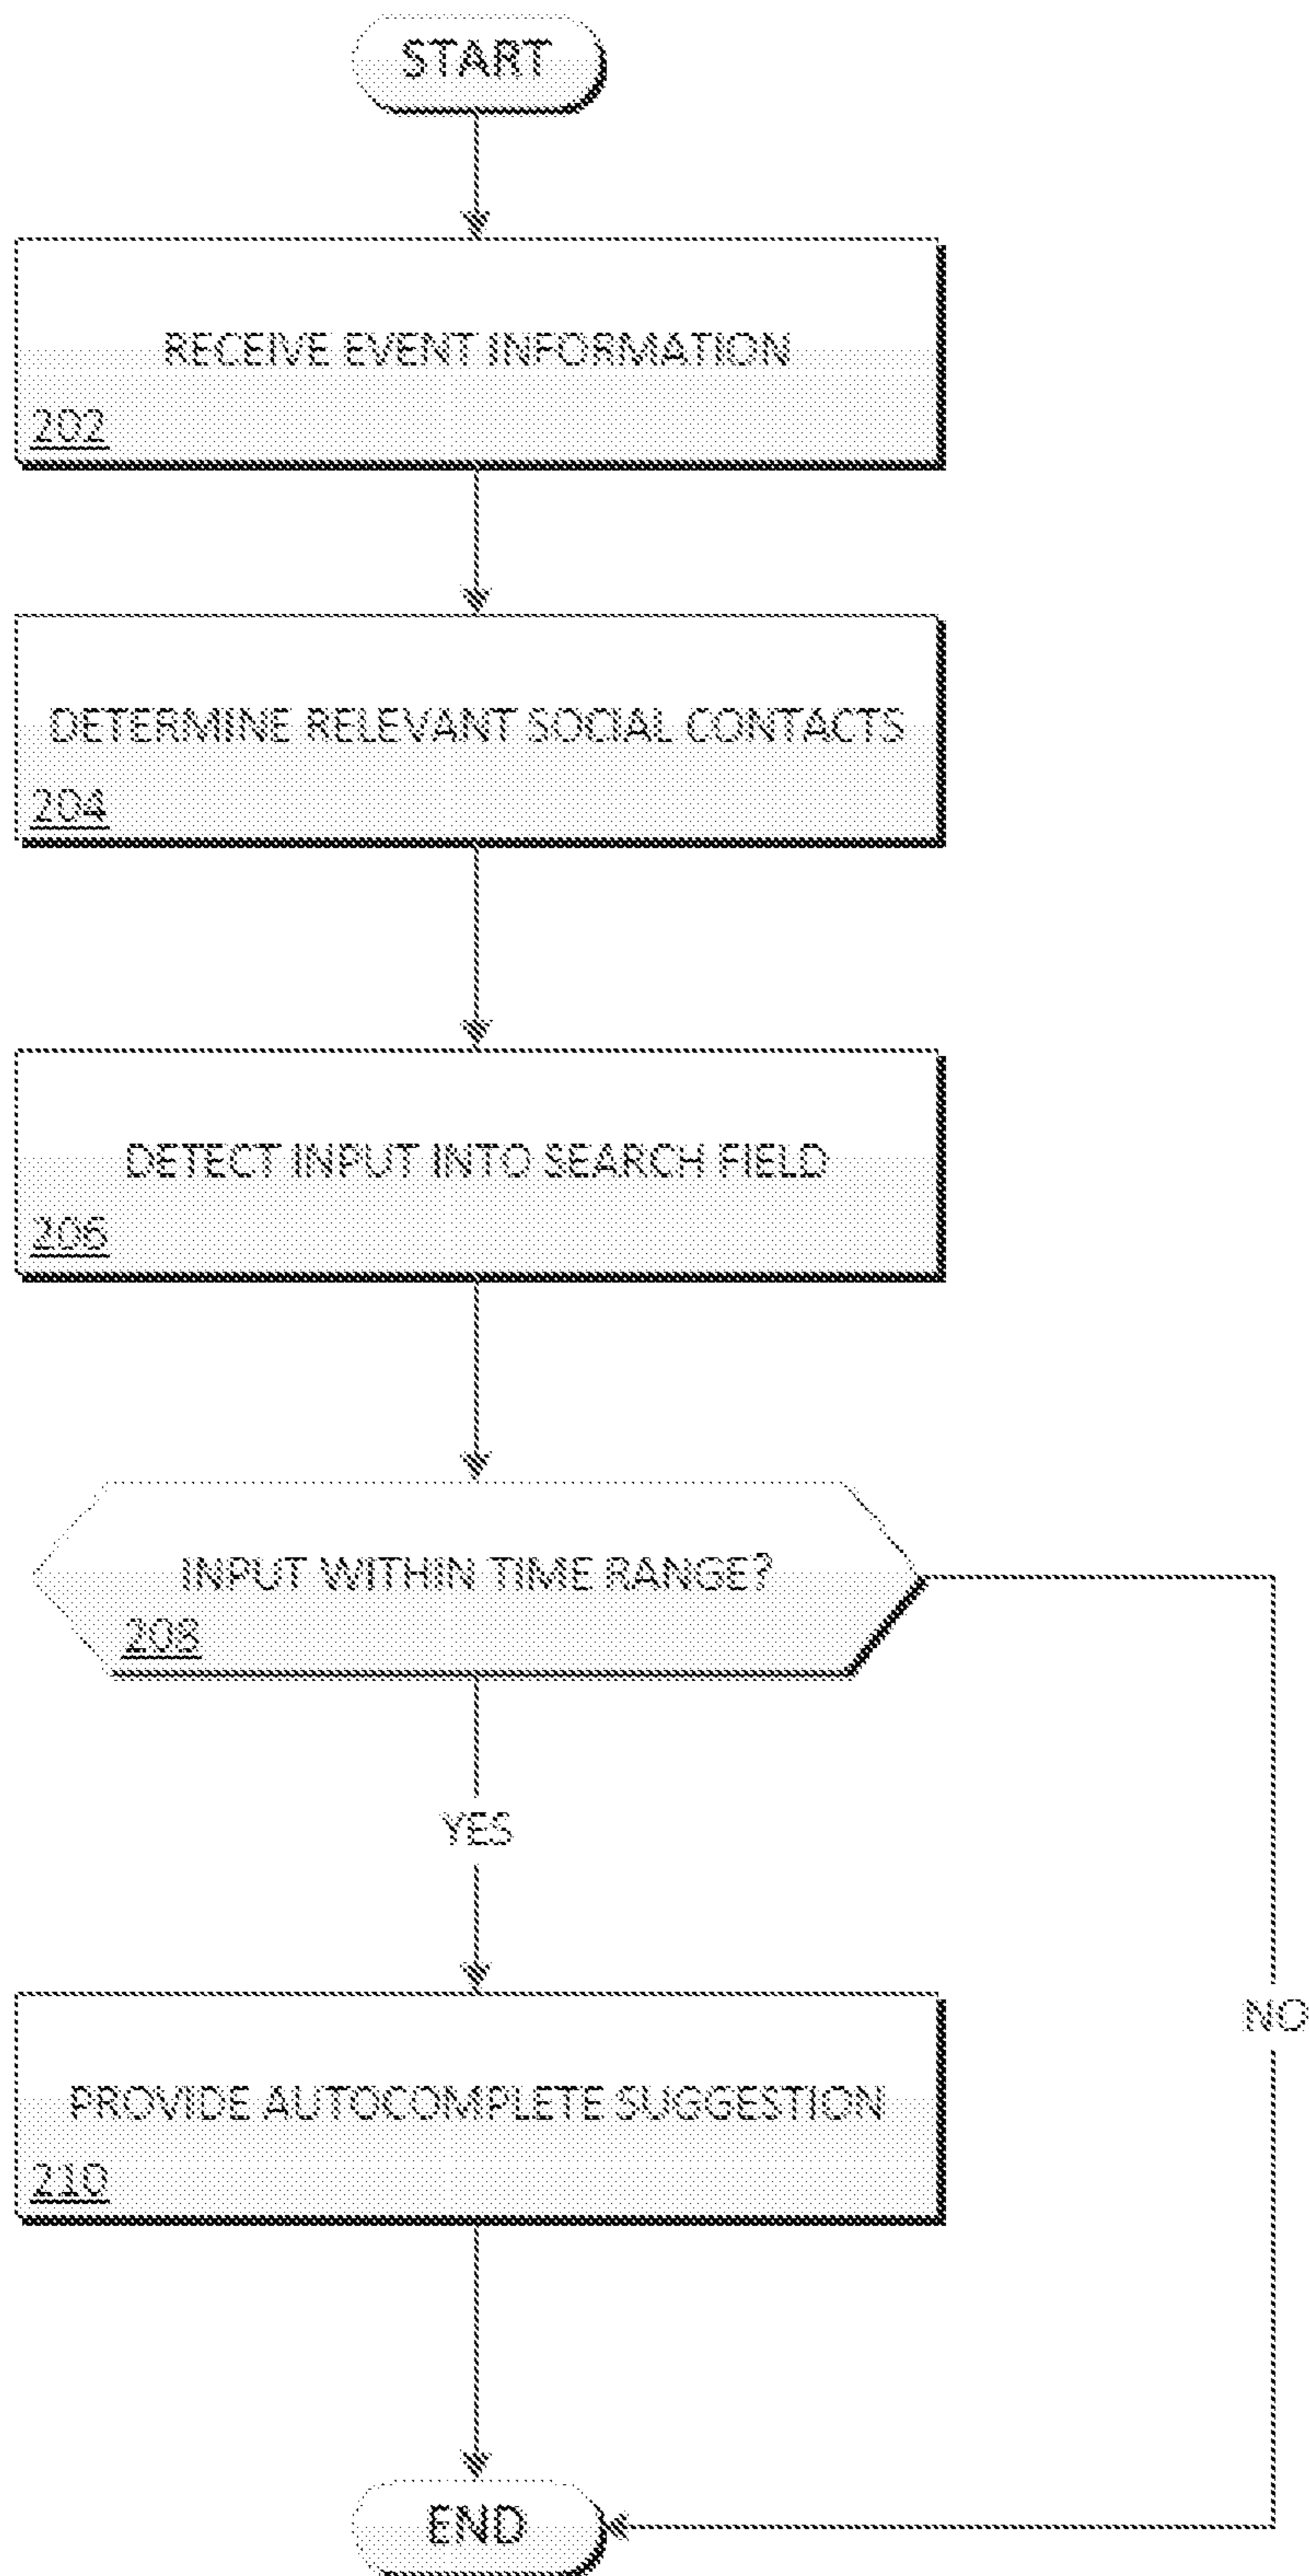 START
RECEIVE EVENT INFORMATION
202
DETERMINE RELEVANT SOCIAL CONTACTS
204
DETECT INPUT INTO SEARCH FIELD
206
INPUT WITHIN TIME RANGE?
208
YES
NO
PROVIDE AUTOCOMPLETE SUGGESTION
210
END